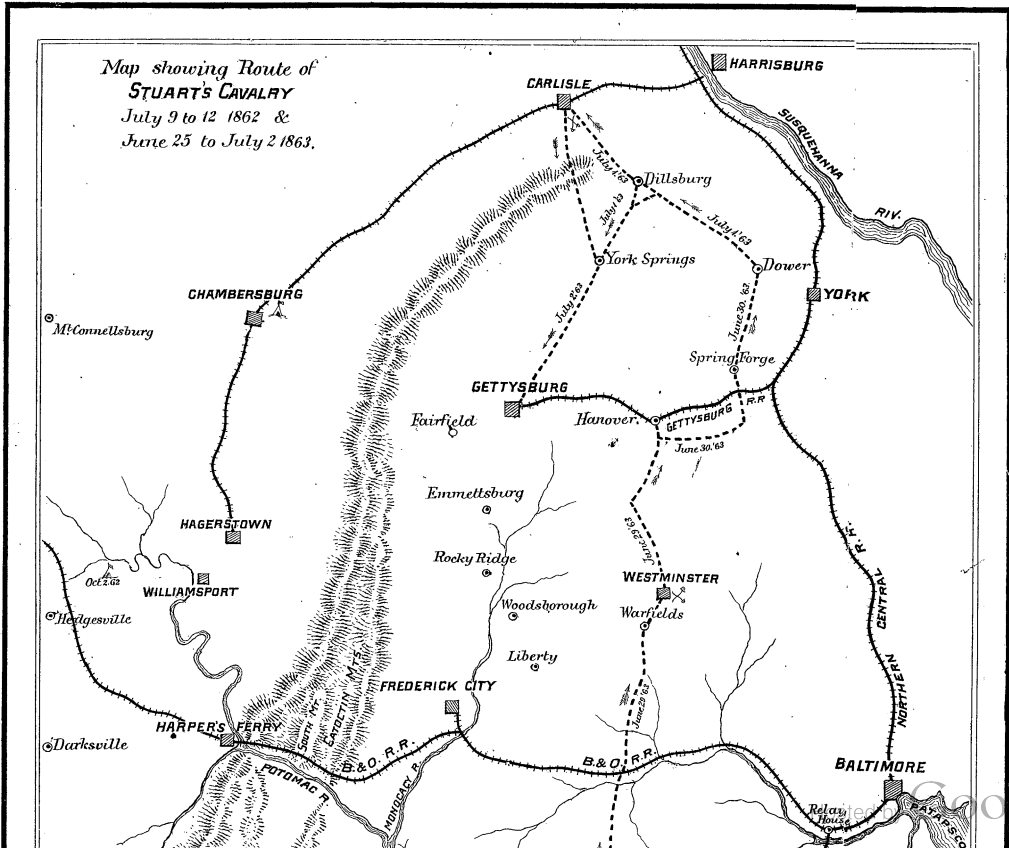 Map showing Route of
STUART'S CAVALRY
July 9 to 12 1862 &
June 25 to July 2 1863.
HARRISBURG
CARLISLE
SUSQUEHANNA
RIV.
July 1.'63
Dillsburg
July 1.'63
July 1.'63
York Springs
Dower
CHAMBERSBURG
YORK
July 2.'63
June 30.'63
McConnellsburg
Spring Forge
GETTYSBURG
Fairfield
Hanover.
GETTYSBURG R.R
June 30.'63
Emmettsburg
HAGERSTOWN
June 29 63
Rocky Ridge
Oct 2.62
WILLIAMSPORT
WESTMINSTER
Woodsborough
Warfields
Hedgesville
Liberty
NORTHERN CENTRAL R.R.
FREDERICK CITY
June 29 '63
HARPER'S FERRY
SOUTH MT.
CATOCTIN MTS.
Darksville
B.&O. R.R.
B.&O. R.R.
POTOMAC R.
MONOCACY R.
BALTIMORE
Relay
House
PATAPSCO